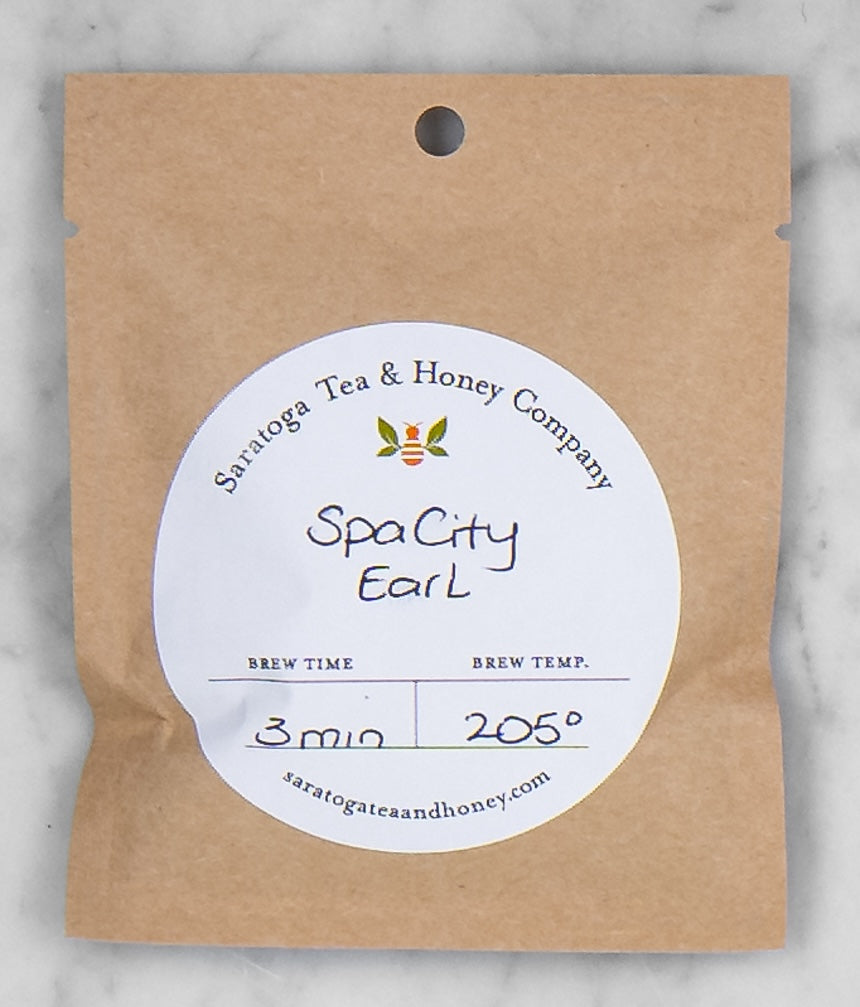 Saratoga Tea & Honey Company
Spa City
Earl
BREW TIME
BREW TEMP.
3 min
205°
saratogateaandhoney.com